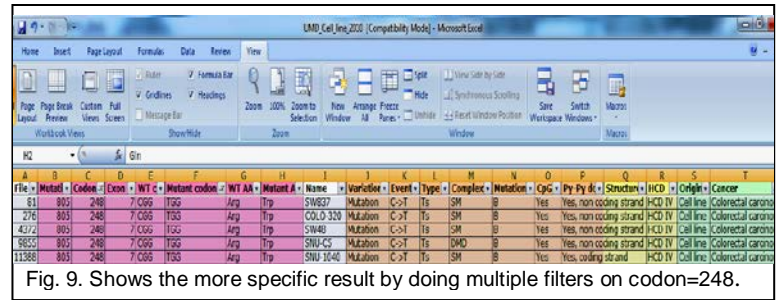 UMD_Cell_line_2010 [Compatibility Mode] - Microsoft Excel
Home Insert Page Layout Formulas Data Review View
Ruler Formula Bar Split View Side by Side
Gridlines Headings Hide Synchronous Scrolling
Message Bar Unhide Reset Window Position
Page Layout Page Break Preview Custom Views Full Screen Zoom 100% Zoom to Selection New Window Arrange All Freeze Panes Save Workspace Switch Windows Macros
Workbook Views Show/Hide Zoom Window Macros
H2 fx Gln
A B C D E F G H I J K L M N O P Q R S T
File Mutati Codon Exon WT c Mutant codon WT AA Mutant A Name Variation Event Type Complex Mutation CpG Py-Py do Structure HCD Origin Cancer
81 805 248 7 CGG TGG Arg Trp SW837 Mutation C->T Ts SM B Yes Yes, non coding strand HCD IV Cell line Colorectal carcino
276 805 248 7 CGG TGG Arg Trp COLO-320 Mutation C->T Ts SM B Yes Yes, non coding strand HCD IV Cell line Colorectal carcino
4372 805 248 7 CGG TGG Arg Trp SW48 Mutation C->T Ts SM B Yes Yes, non coding strand HCD IV Cell line Colorectal carcino
9855 805 248 7 CGG TGG Arg Trp SNU-C5 Mutation C->T Ts DMD B Yes Yes, non coding strand HCD IV Cell line Colorectal carcino
11388 805 248 7 CGG TGG Arg Trp SNU-1040 Mutation C->T Ts SM B Yes Yes, coding strand HCD IV Cell line Colorectal carcino
Fig. 9. Shows the more specific result by doing multiple filters on codon=248.